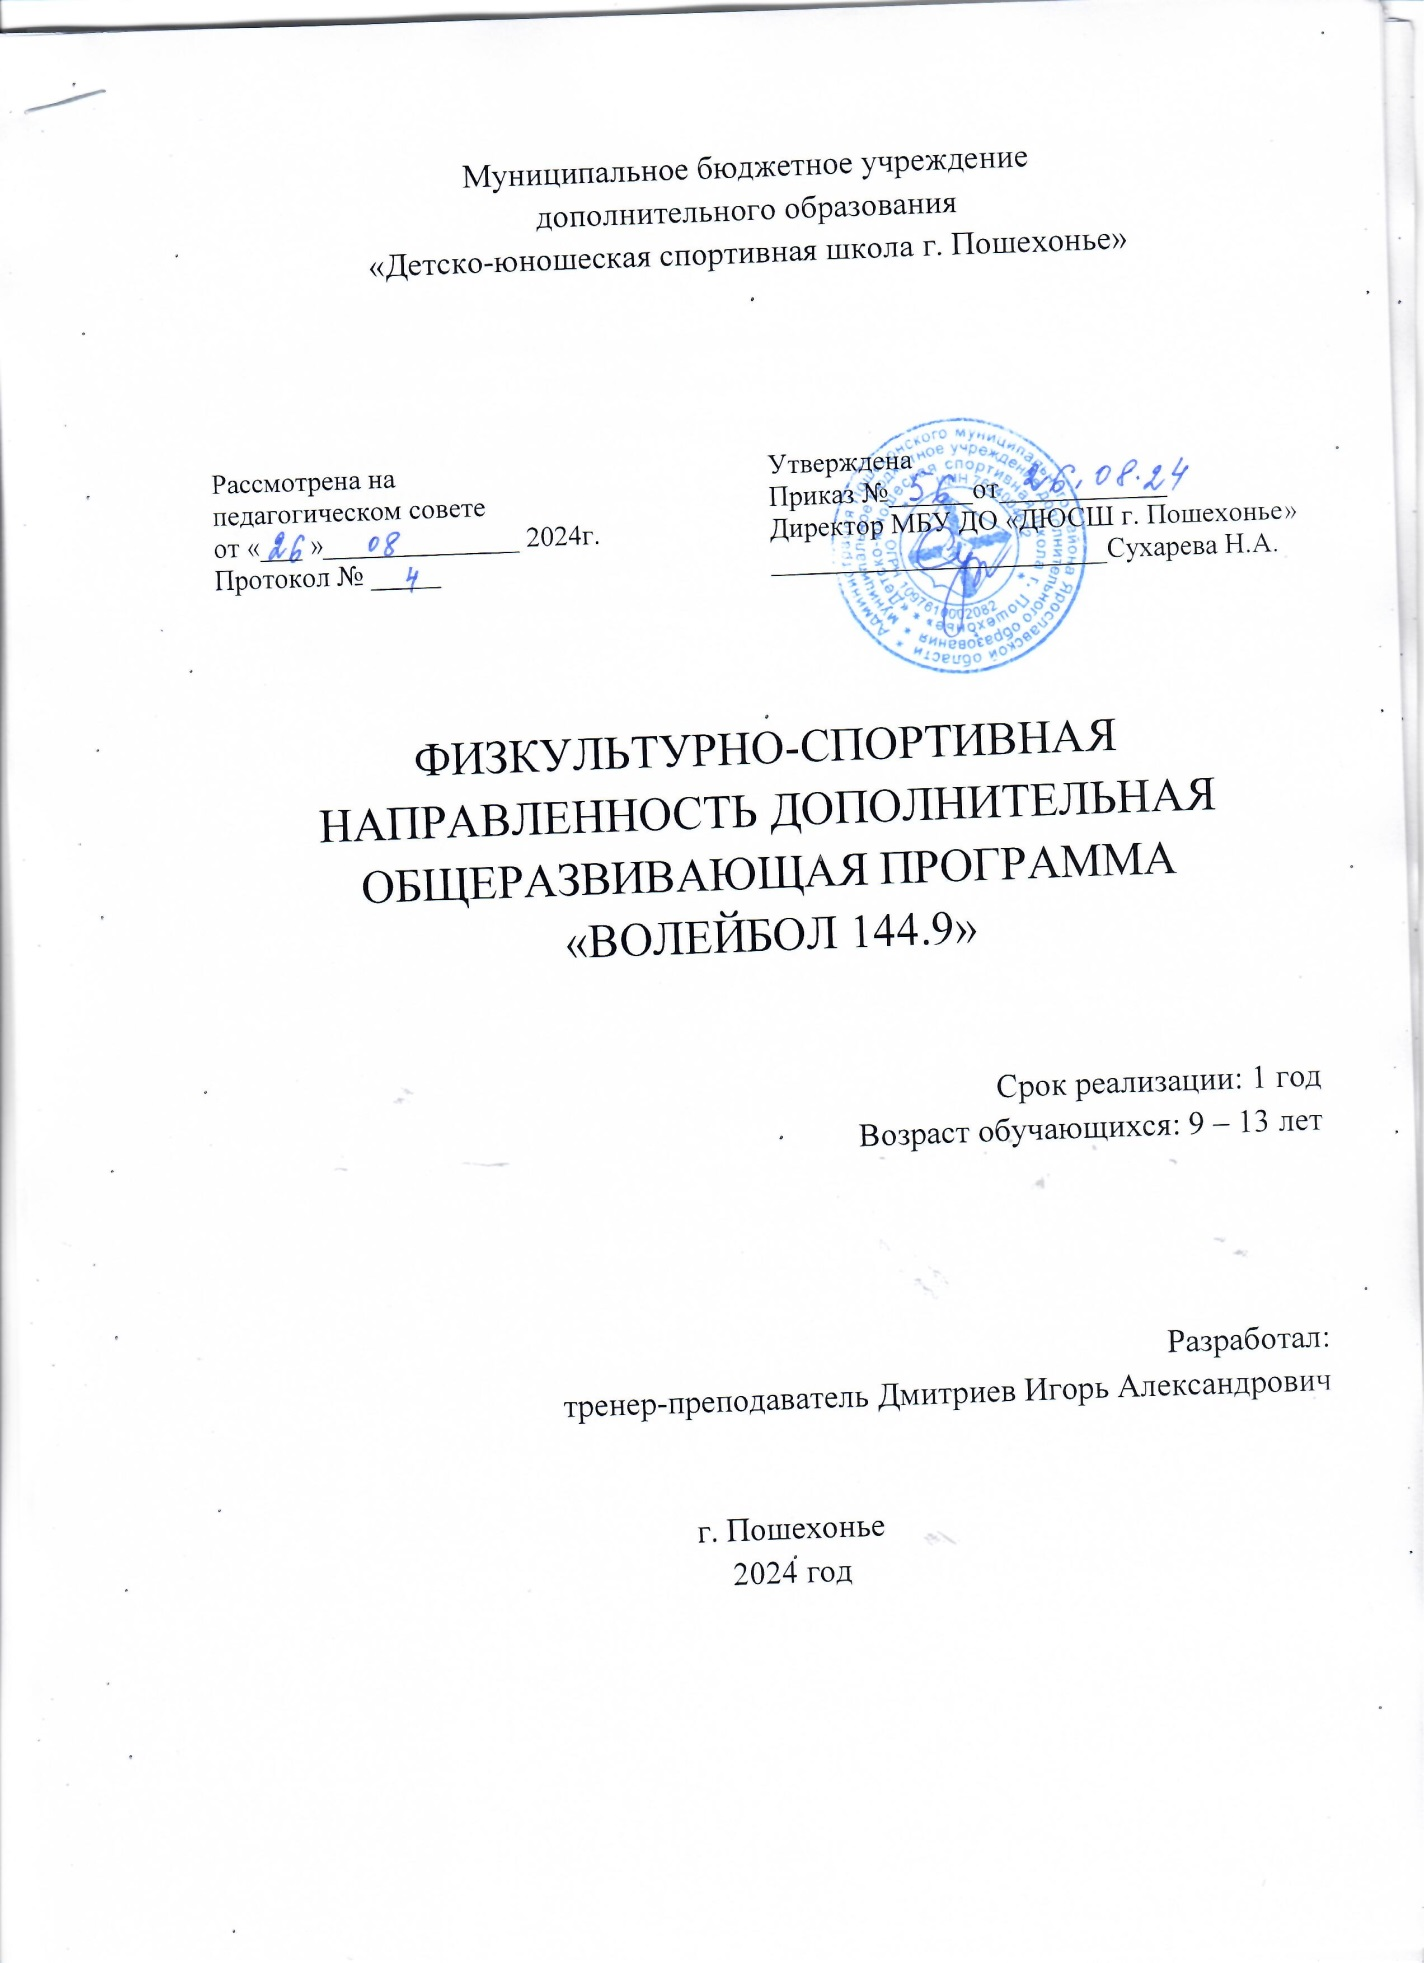 Муниципальное бюджетное учреждение
дополнительного образования
«Детско-юношеская спортивная школа г. Пошехонье»
Рассмотрена на
педагогическом совете
от «26»08 2024г.
Протокол № 4
Утверждена
Приказ № 56 от 26.08.24
Директор МБУ ДО «ДЮСШ г. Пошехонье»
Сухарева Н.А.
ОГРН 1097610002082
ФИЗКУЛЬТУРНО-СПОРТИВНАЯ
НАПРАВЛЕННОСТЬ ДОПОЛНИТЕЛЬНАЯ
ОБЩЕРАЗВИВАЮЩАЯ ПРОГРАММА
«ВОЛЕЙБОЛ 144.9»
Срок реализации: 1 год
Возраст обучающихся: 9 – 13 лет
Разработал:
тренер-преподаватель Дмитриев Игорь Александрович
г. Пошехонье
2024 год